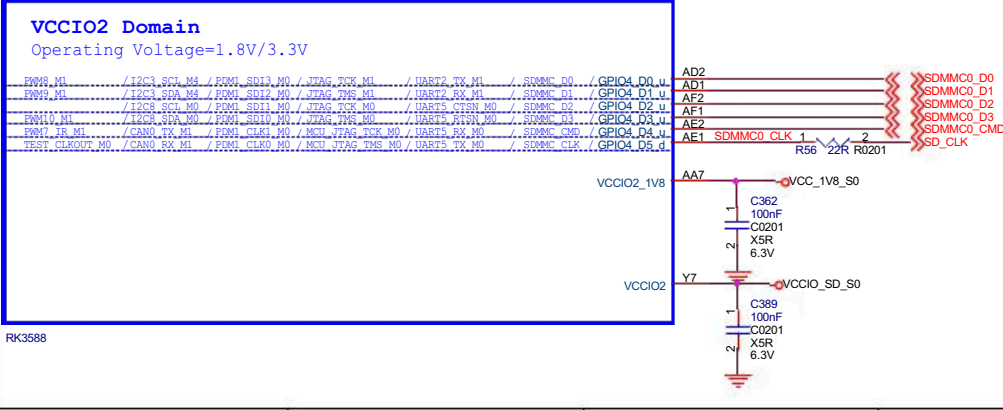 VCCIO2 Domain
Operating Voltage=1.8V/3.3V
PWM8_M1 / I2C3_SCL_M4 / PDM1_SDI3_M0 / JTAG_TCK_M1 / UART2_TX_M1 / SDMMC_D0 / GPIO4_D0_u AD2 SDMMC0_D0
PWM9_M1 / I2C3_SDA_M4 / PDM1_SDI2_M0 / JTAG_TMS_M1 / UART2_RX_M1 / SDMMC_D1 / GPIO4_D1_u AD1 SDMMC0_D1
/ I2C8_SCL_M0 / PDM1_SDI1_M0 / JTAG_TCK_M0 / UART5_CTSN_M0 / SDMMC_D2 / GPIO4_D2_u AF2 SDMMC0_D2
PWM10_M1 / I2C8_SDA_M0 / PDM1_SDI0_M0 / JTAG_TMS_M0 / UART5_RTSN_M0 / SDMMC_D3 / GPIO4_D3_u AF1 SDMMC0_D3
PWM7_IR_M1 / CAN0_TX_M1 / PDM1_CLK1_M0 / MCU_JTAG_TCK_M0 / UART5_RX_M0 / SDMMC_CMD / GPIO4_D4_u AE2 SDMMC0_CMD
TEST_CLKOUT_M0 / CAN0_RX_M1 / PDM1_CLK0_M0 / MCU_JTAG_TMS_M0 / UART5_TX_M0 / SDMMC_CLK / GPIO4_D5_d AE1 SDMMC0_CLK 1 2 SD_CLK
R56 22R R0201
VCCIO2_1V8 AA7 VCC_1V8_S0
1 C362
100nF
C0201
2 X5R
6.3V
VCCIO2 Y7 VCCIO_SD_S0
1 C389
100nF
C0201
2 X5R
6.3V
RK3588